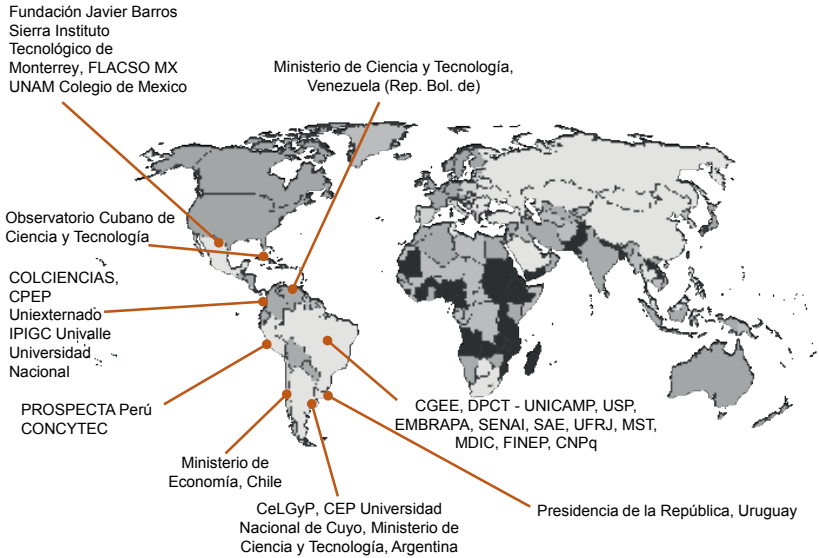 Fundación Javier Barros
Sierra Instituto
Tecnológico de
Monterrey, FLACSO MX
UNAM Colegio de Mexico
Ministerio de Ciencia y Tecnología,
Venezuela (Rep. Bol. de)
Observatorio Cubano de
Ciencia y Tecnología
COLCIENCIAS,
CPEP
Uniexternado
IPIGC Univalle
Universidad
Nacional
PROSPECTA Perú
CONCYTEC
Ministerio de
Economía, Chile
CeLGyP, CEP Universidad
Nacional de Cuyo, Ministerio de
Ciencia y Tecnología, Argentina
CGEE, DPCT - UNICAMP, USP,
EMBRAPA, SENAI, SAE, UFRJ, MST,
MDIC, FINEP, CNPq
Presidencia de la República, Uruguay